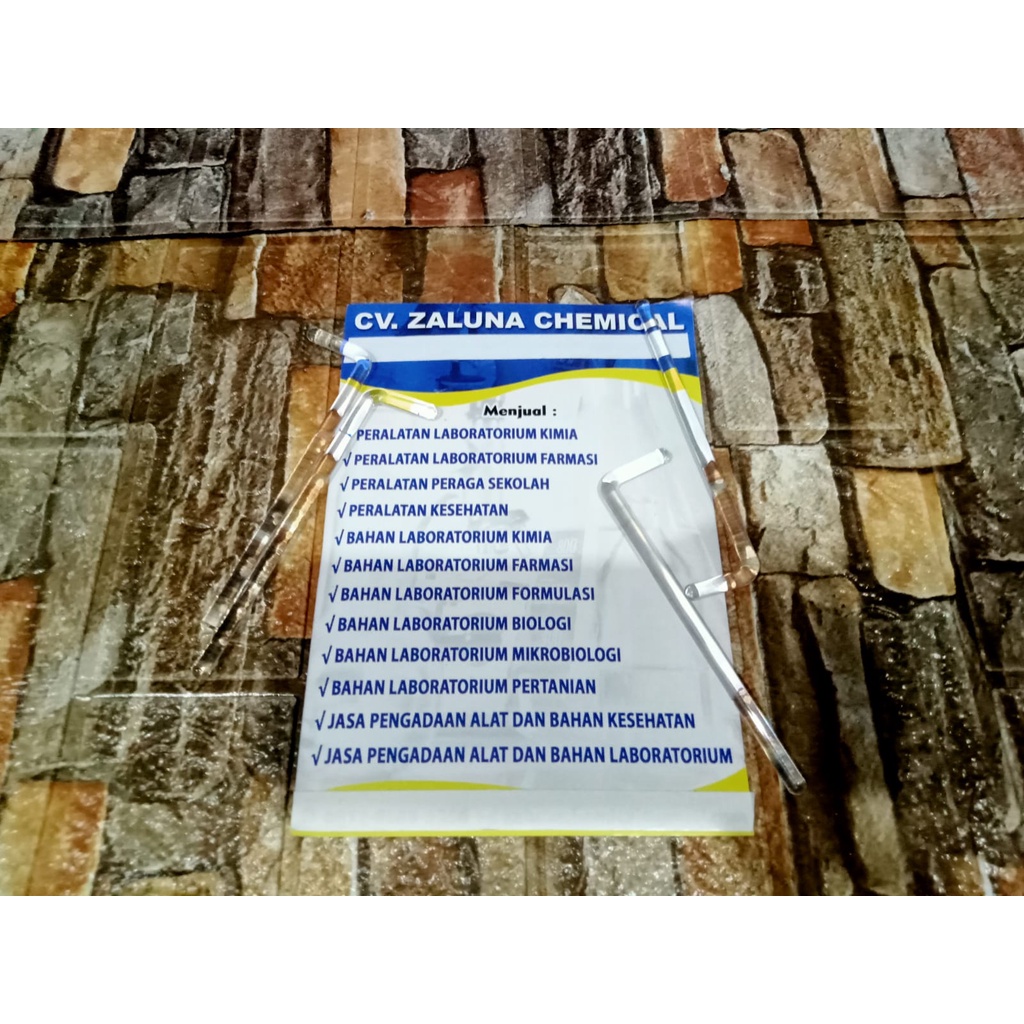 CV. ZALUNA CHEMICAL
Menjual :
PERALATAN LABORATORIUM KIMIA
√ PERALATAN LABORATORIUM FARMASI
√ PERALATAN PERAGA SEKOLAH
√ PERALATAN KESEHATAN
√ BAHAN LABORATORIUM KIMIA
√ BAHAN LABORATORIUM FARMASI
√ BAHAN LABORATORIUM FORMULASI
√ BAHAN LABORATORIUM BIOLOGI
√ BAHAN LABORATORIUM MIKROBIOLOGI
√ BAHAN LABORATORIUM PERTANIAN
√ JASA PENGADAAN ALAT DAN BAHAN KESEHATAN
√ JASA PENGADAAN ALAT DAN BAHAN LABORATORIUM